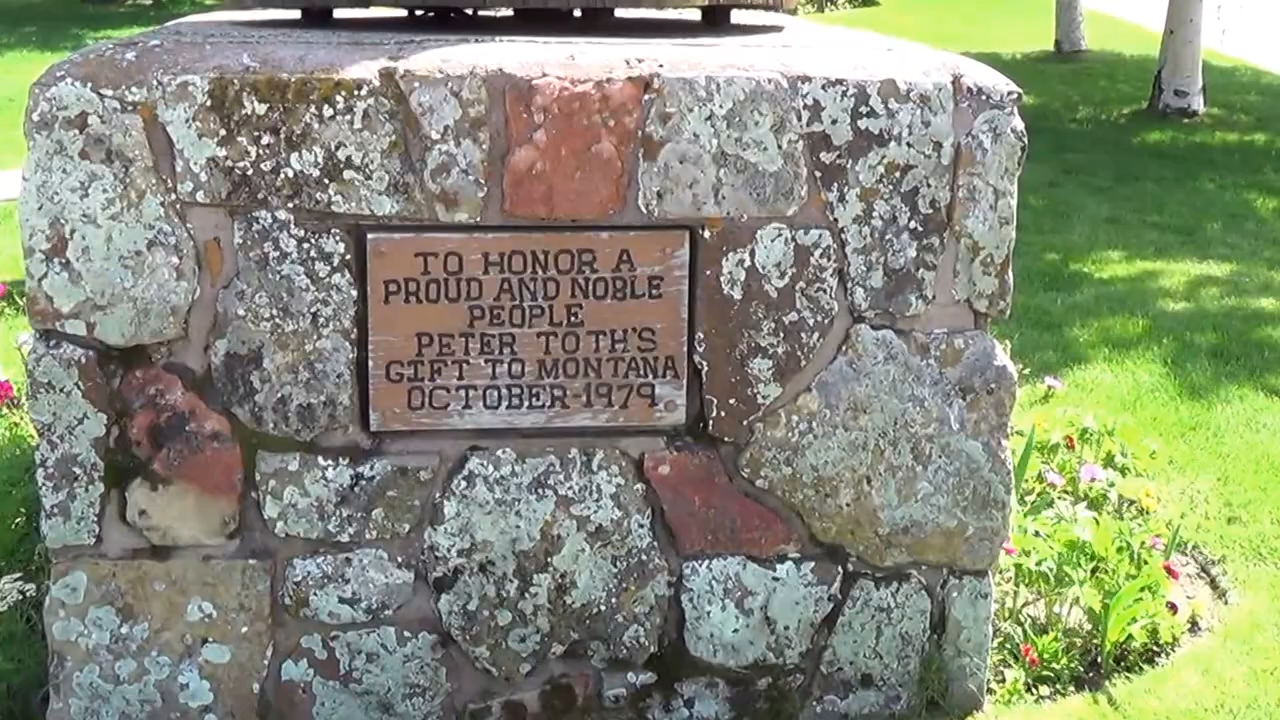 TO HONOR A
PROUD AND NOBLE
PEOPLE
PETER TOTH'S
GIFT TO MONTANA
OCTOBER-1979